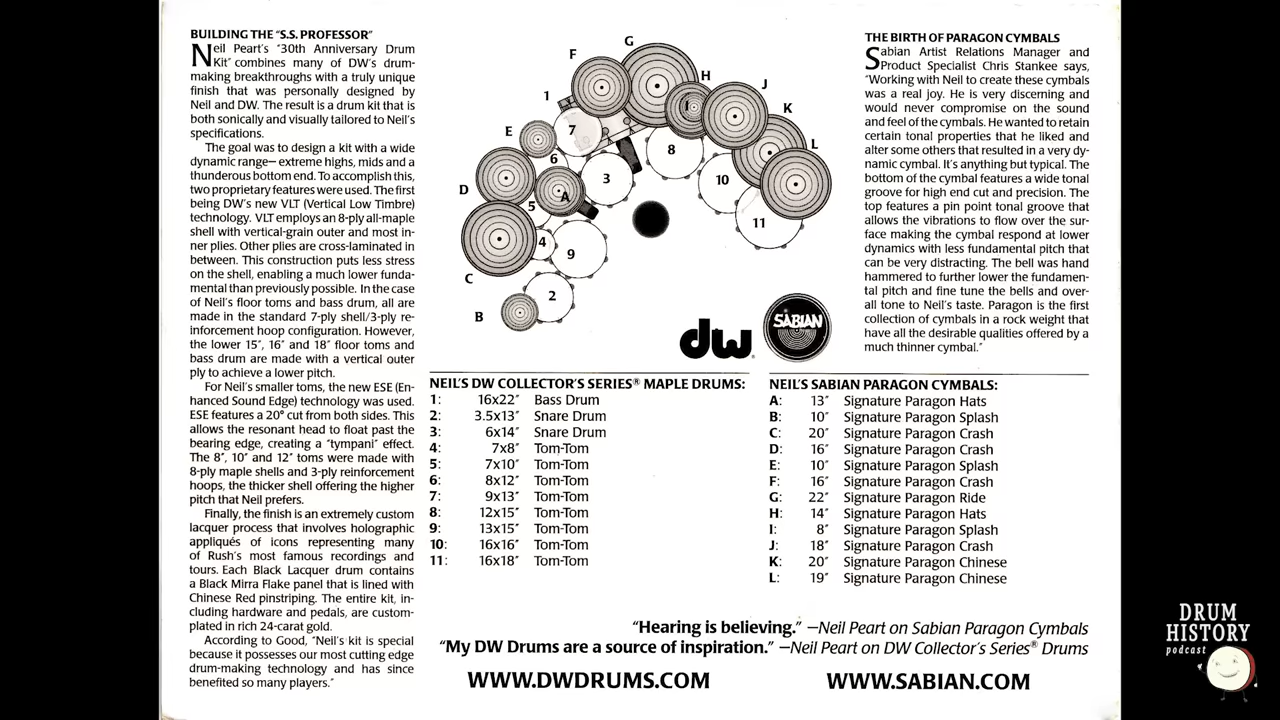 BUILDING THE "S.S. PROFESSOR"
Neil Peart's "30th Anniversary Drum
Kit" combines many of DW's drum-
making breakthroughs with a truly unique
finish that was personally designed by
Neil and DW. The result is a drum kit that is
both sonically and visually tailored to Neil's
specifications.
The goal was to design a kit with a wide
dynamic range— extreme highs, mids and a
thunderous bottom end. To accomplish this,
two proprietary features were used. The first
being DW's new VLT (Vertical Low Timbre)
technology. VLT employs an 8-ply all-maple
shell with vertical-grain outer and most in-
ner plies. Other plies are cross-laminated in
between. This construction puts less stress
on the shell, enabling a much lower funda-
mental than previously possible. In the case
of Neil's floor toms and bass drum, all are
made in the standard 7-ply shell/3-ply re-
inforcement hoop configuration. However,
the lower 15", 16" and 18" floor toms and
bass drum are made with a vertical outer
ply to achieve a lower pitch.
For Neil's smaller toms, the new ESE (En-
hanced Sound Edge) technology was used.
ESE features a 20° cut from both sides. This
allows the resonant head to float past the
bearing edge, creating a "tympani" effect.
The 8", 10" and 12" toms were made with
8-ply maple shells and 3-ply reinforcement
hoops, the thicker shell offering the higher
pitch that Neil prefers.
Finally, the finish is an extremely custom
lacquer process that involves holographic
appliqués of icons representing many
of Rush's most famous recordings and
tours. Each Black Lacquer drum contains
a Black Mirra Flake panel that is lined with
Chinese Red pinstriping. The entire kit, in-
cluding hardware and pedals, are custom-
plated in rich 24-carat gold.
According to Good, "Neil's kit is special
because it possesses our most cutting edge
drum-making technology and has since
benefited so many players."
G
F
H
J
1
7
K
E
8
L
6
D
3
10
A
5
11
4
9
C
2
B
I
dw
SABIAN
THE BIRTH OF PARAGON CYMBALS
Sabian Artist Relations Manager and
Product Specialist Chris Stankee says,
"Working with Neil to create these cymbals
was a real joy. He is very discerning and
would never compromise on the sound
and feel of the cymbals. He wanted to retain
certain tonal properties that he liked and
alter some others that resulted in a very dy-
namic cymbal. It's anything but typical. The
bottom of the cymbal features a wide tonal
groove for high end cut and precision. The
top features a pin point tonal groove that
allows the vibrations to flow over the sur-
face making the cymbal respond at lower
dynamics with less fundamental pitch that
can be very distracting. The bell was hand
hammered to further lower the fundamen-
tal pitch and fine tune the bells and over-
all tone to Neil's taste. Paragon is the first
collection of cymbals in a rock weight that
have all the desirable qualities offered by a
much thinner cymbal."
NEIL'S DW COLLECTOR'S SERIES® MAPLE DRUMS:
1: 16x22" Bass Drum
2: 3.5x13" Snare Drum
3: 6x14" Snare Drum
4: 7x8" Tom-Tom
5: 7x10" Tom-Tom
6: 8x12" Tom-Tom
7: 9x13" Tom-Tom
8: 12x15" Tom-Tom
9: 13x15" Tom-Tom
10: 16x16" Tom-Tom
11: 16x18" Tom-Tom
NEIL'S SABIAN PARAGON CYMBALS:
A: 13" Signature Paragon Hats
B: 10" Signature Paragon Splash
C: 20" Signature Paragon Crash
D: 16" Signature Paragon Crash
E: 10" Signature Paragon Splash
F: 16" Signature Paragon Crash
G: 22" Signature Paragon Ride
H: 14" Signature Paragon Hats
I: 8" Signature Paragon Splash
J: 18" Signature Paragon Crash
K: 20" Signature Paragon Chinese
L: 19" Signature Paragon Chinese
"Hearing is believing." —Neil Peart on Sabian Paragon Cymbals
"My DW Drums are a source of inspiration." —Neil Peart on DW Collector's Series® Drums
WWW.DWDRUMS.COM
WWW.SABIAN.COM
DRUM
HISTORY
podcast